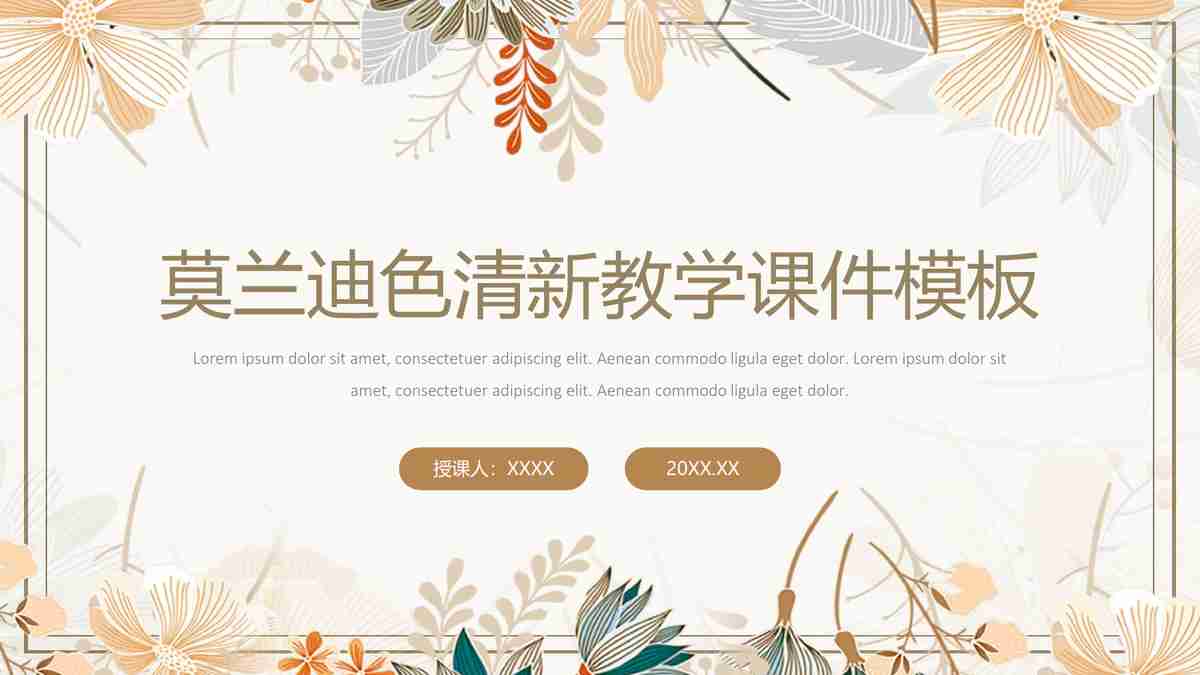 莫兰迪色清新教学课件模板
Lorem ipsum dolor sit amet, consectetuer adipiscing elit. Aenean commodo ligula eget dolor. Lorem ipsum dolor sit
amet, consectetuer adipiscing elit. Aenean commodo ligula eget dolor.
授课人：XXXX
20XX.XX